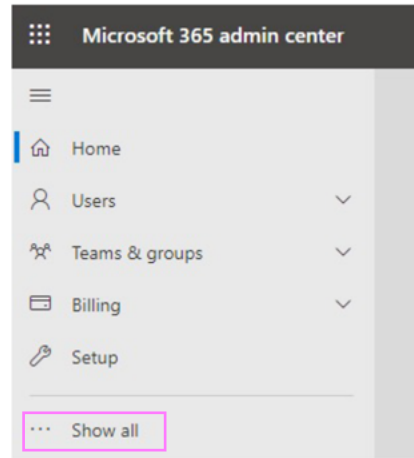 Microsoft 365 admin center
Home
Users
Teams & groups
Billing
Setup
Show all